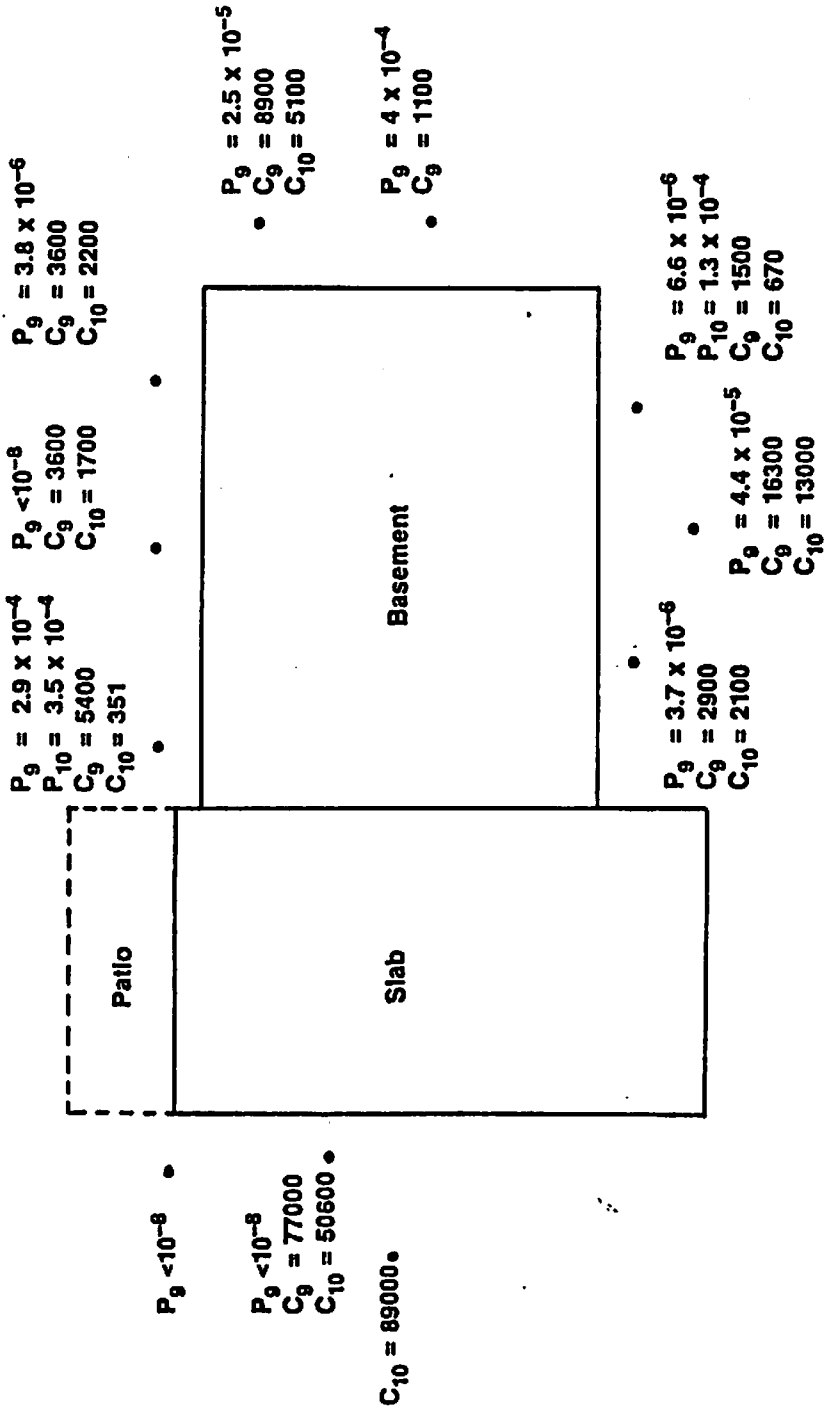 P9 = 2.9 x 10−4
P10 = 3.5 x 10−4
C9 = 5400
C10 = 351
P9 <10−8
C9 = 3600
C10 = 1700
P9 = 3.8 x 10−6
C9 = 3600
C10 = 2200
P9 = 2.5 x 10−5
C9 = 8900
C10 = 5100
P9 = 4 x 10−4
C9 = 1100
Patio
Slab
Basement
P9 <10−8
P9 <10−8
C9 = 77000
C10 = 50600
C10 = 89000
P9 = 3.7 x 10−6
C9 = 2900
C10 = 2100
P9 = 4.4 x 10−5
C9 = 16300
C10 = 13000
P9 = 6.6 x 10−6
P10 = 1.3 x 10−4
C9 = 1500
C10 = 670